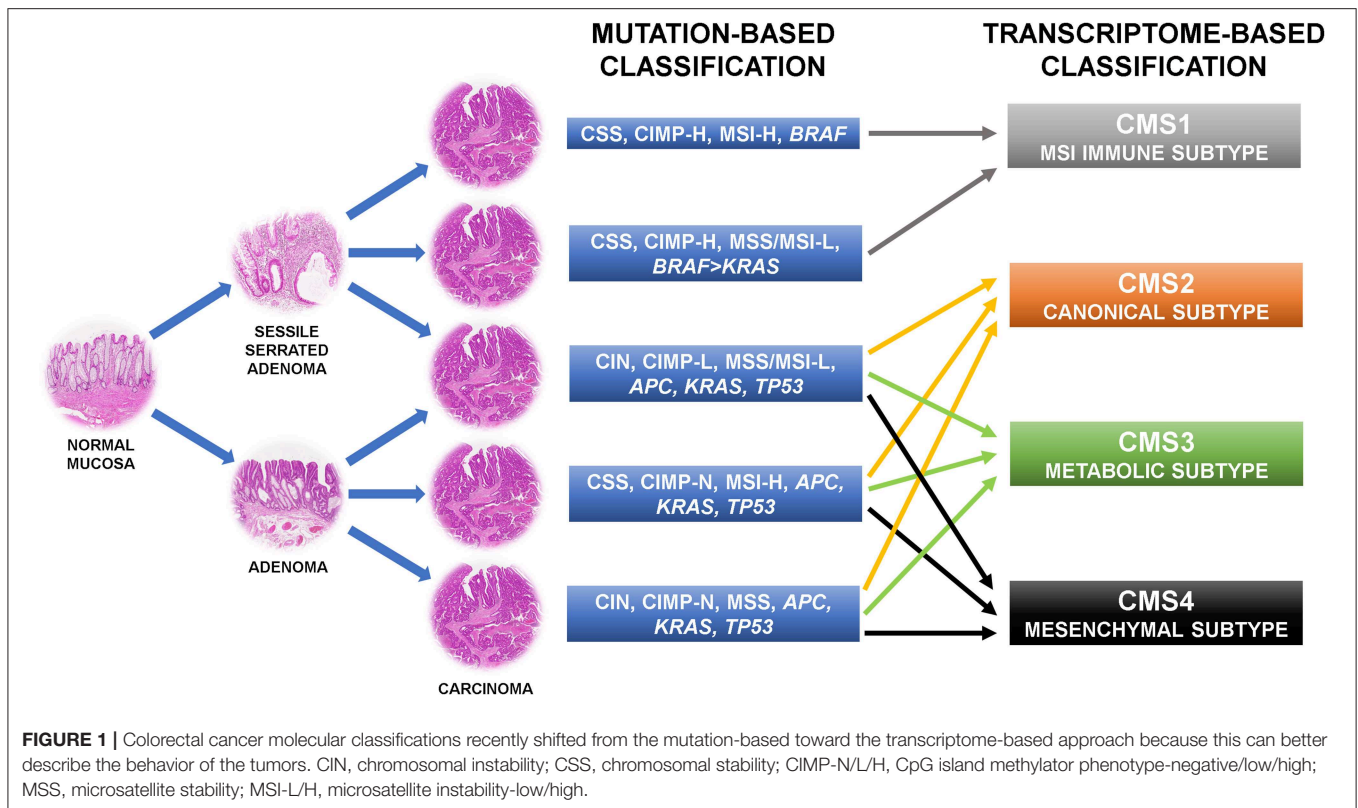 MUTATION-BASED
CLASSIFICATION
TRANSCRIPTOME-BASED
CLASSIFICATION
CSS, CIMP-H, MSI-H, BRAF
CMS1
MSI IMMUNE SUBTYPE
CSS, CIMP-H, MSS/MSI-L,
BRAF>KRAS
CMS2
CANONICAL SUBTYPE
SESSILE
SERRATED
ADENOMA
CIN, CIMP-L, MSS/MSI-L,
APC, KRAS, TP53
NORMAL
MUCOSA
CMS3
METABOLIC SUBTYPE
CSS, CIMP-N, MSI-H, APC,
KRAS, TP53
ADENOMA
CIN, CIMP-N, MSS, APC,
KRAS, TP53
CMS4
MESENCHYMAL SUBTYPE
CARCINOMA
FIGURE 1 | Colorectal cancer molecular classifications recently shifted from the mutation-based toward the transcriptome-based approach because this can better
describe the behavior of the tumors. CIN, chromosomal instability; CSS, chromosomal stability; CIMP-N/L/H, CpG island methylator phenotype-negative/low/high;
MSS, microsatellite stability; MSI-L/H, microsatellite instability-low/high.